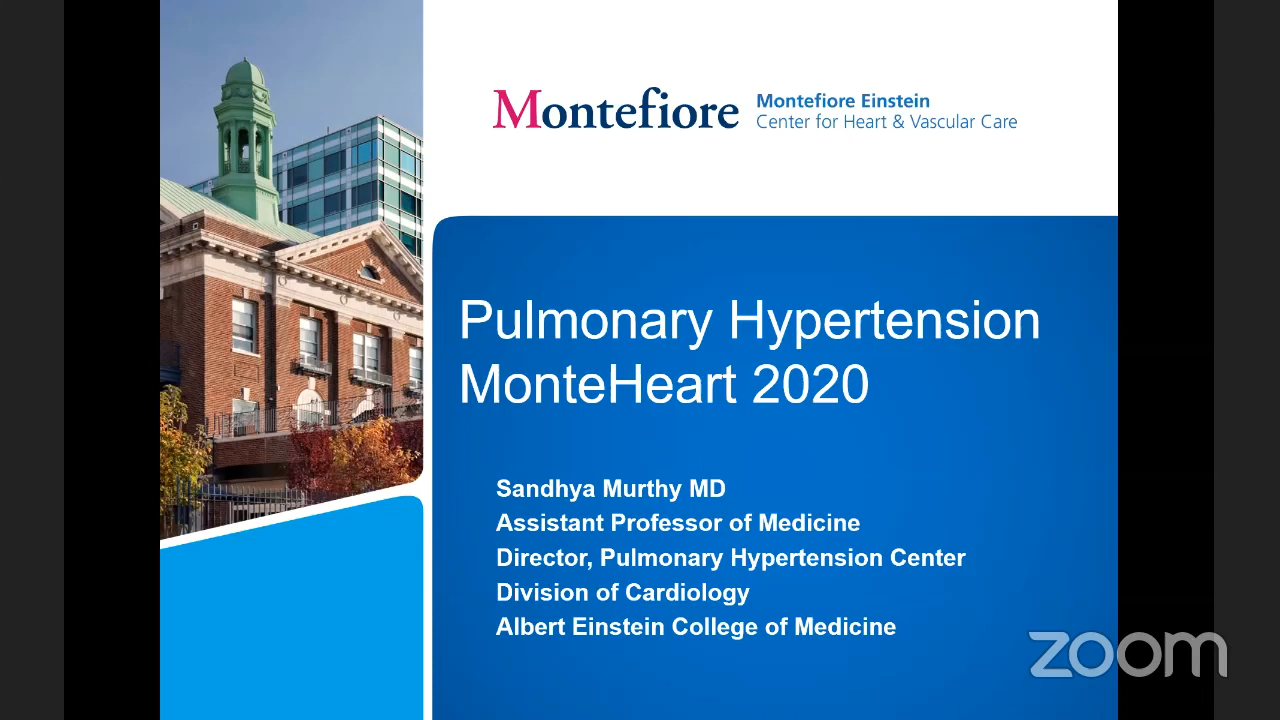 Montefiore
Montefiore Einstein
Center for Heart & Vascular Care
Pulmonary Hypertension
MonteHeart 2020
Sandhya Murthy MD
Assistant Professor of Medicine
Director, Pulmonary Hypertension Center
Division of Cardiology
Albert Einstein College of Medicine
zoom